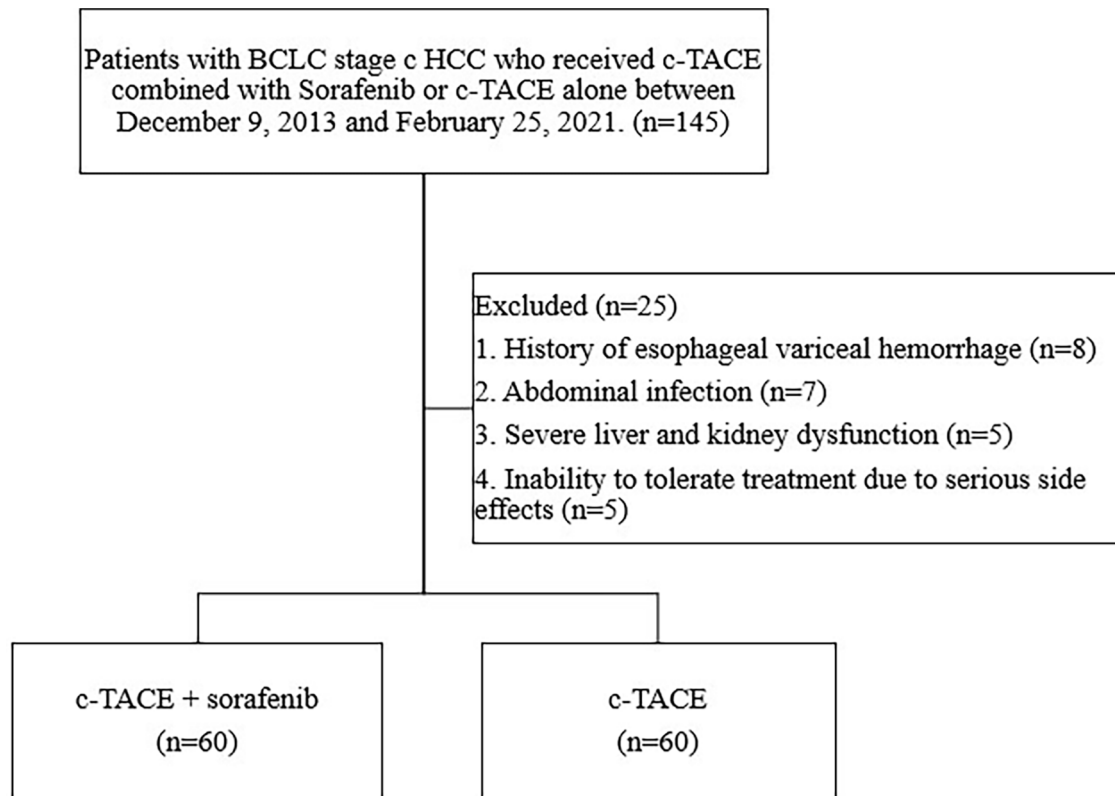 Patients with BCLC stage c HCC who received c-TACE
combined with Sorafenib or c-TACE alone between
December 9, 2013 and February 25, 2021. (n=145)
Excluded (n=25)
1. History of esophageal variceal hemorrhage (n=8)
2. Abdominal infection (n=7)
3. Severe liver and kidney dysfunction (n=5)
4. Inability to tolerate treatment due to serious side
effects (n=5)
c-TACE + sorafenib
(n=60)
c-TACE
(n=60)